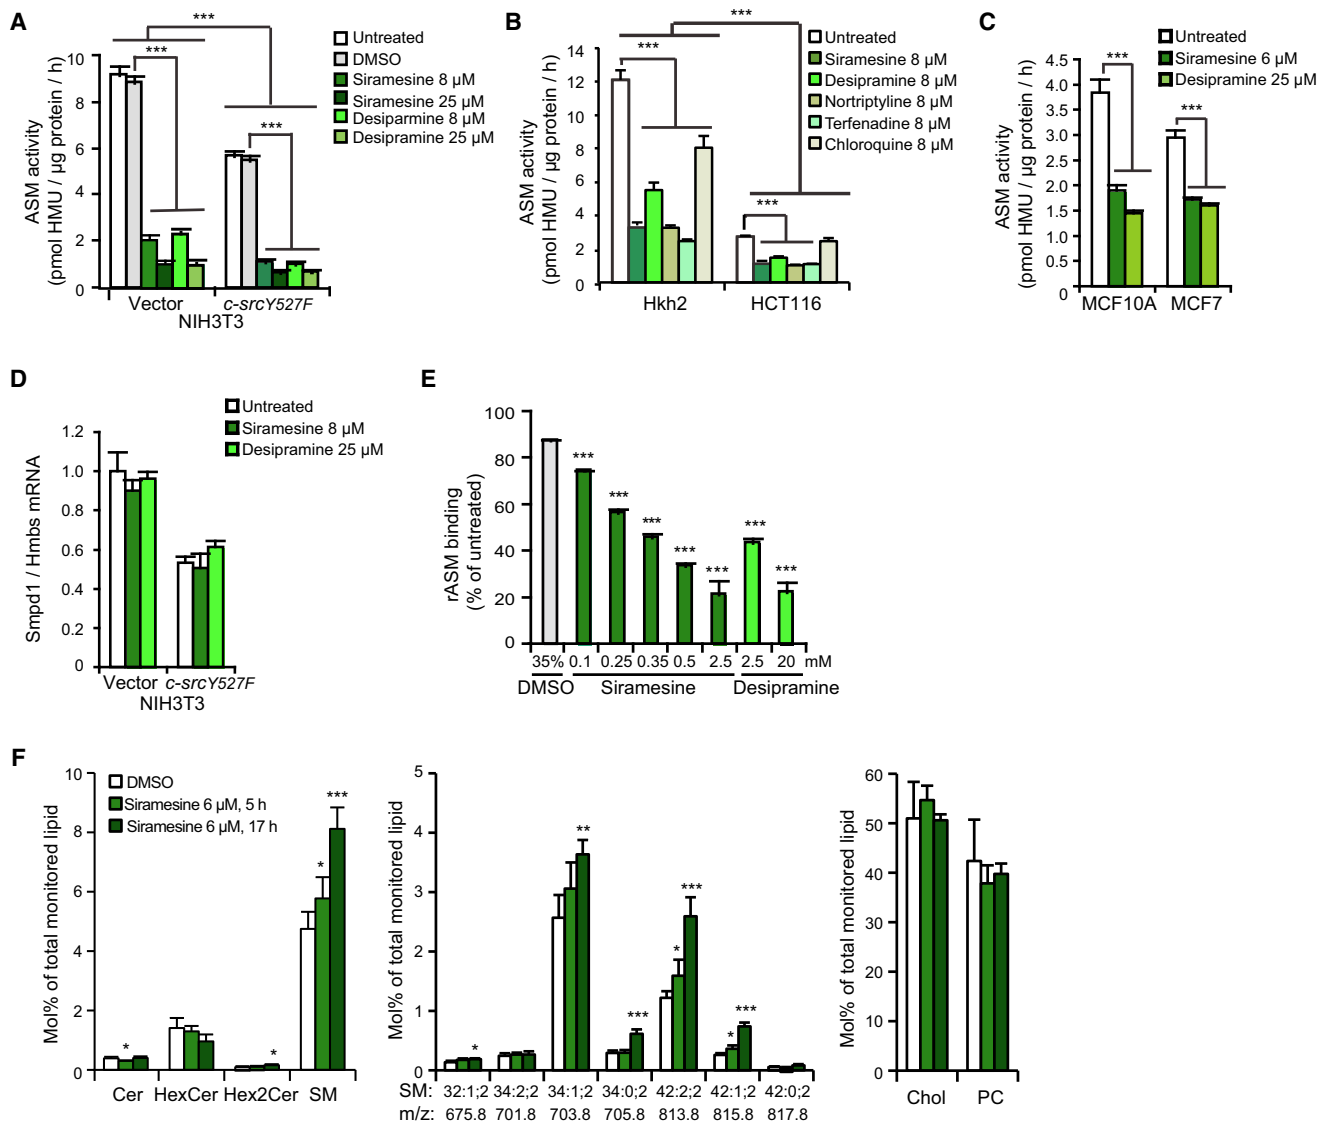 A
***
***
ASM activity
(pmol HMU / µg protein / h)
10
8
6
4
2
0
***
Vector
c-srcY527F
NIH3T3
Untreated
DMSO
Siramesine 8 µM
Siramesine 25 µM
Desiparmine 8 µM
Desipramine 25 µM
B
***
***
ASM activity
(pmol HMU / µg protein / h)
14
12
10
8
6
4
2
0
***
Hkh2
HCT116
Untreated
Siramesine 8 µM
Desipramine 8 µM
Nortriptyline 8 µM
Terfenadine 8 µM
Chloroquine 8 µM
C
Untreated
Siramesine 6 µM
Desipramine 25 µM
ASM activity
(pmol HMU / µg protein / h)
4.5
4.0
3.5
3.0
2.5
2.0
1.5
1.0
0.5
0
***
***
MCF10A
MCF7
D
Untreated
Siramesine 8 µM
Desipramine 25 µM
Smpd1 / Hmbs mRNA
1.2
1.0
0.8
0.6
0.4
0.2
0
Vector c-srcY527F
NIH3T3
E
rASM binding
(% of untreated)
100
80
60
40
20
0
***
***
***
***
***
***
***
35% 0.1 0.25 0.35 0.5 2.5 2.5 20 mM
DMSO Siramesine Desipramine
F
DMSO
Siramesine 6 µM, 5 h
Siramesine 6 µM, 17 h
Mol% of total monitored lipid
10
8
6
4
2
0
*
*
*
***
Cer HexCer Hex2Cer SM
Mol% of total monitored lipid
5
4
3
2
1
0
*
**
***
*
***
*
***
SM: 32:1;2 34:2;2 34:1;2 34:0;2 42:2;2 42:1;2 42:0;2
m/z: 675.8 701.8 703.8 705.8 813.8 815.8 817.8
Mol% of total monitored lipid
60
50
40
30
20
10
0
Chol PC